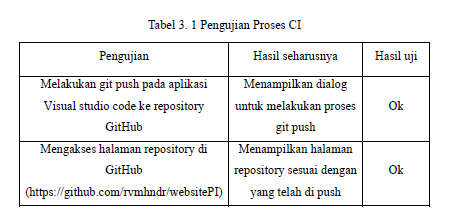 Tabel 3. 1 Pengujian Proses CI
Pengujian Hasil seharusnya Hasil uji
Melakukan git push pada aplikasi
Visual studio code ke repository
GitHub
Menampilkan dialog
untuk melakukan proses
git push
Ok
Mengakses halaman repository di
GitHub
(https://github.com/rvmhndr/websitePI)
Menampilkan halaman
repository sesuai dengan
yang telah di push
Ok